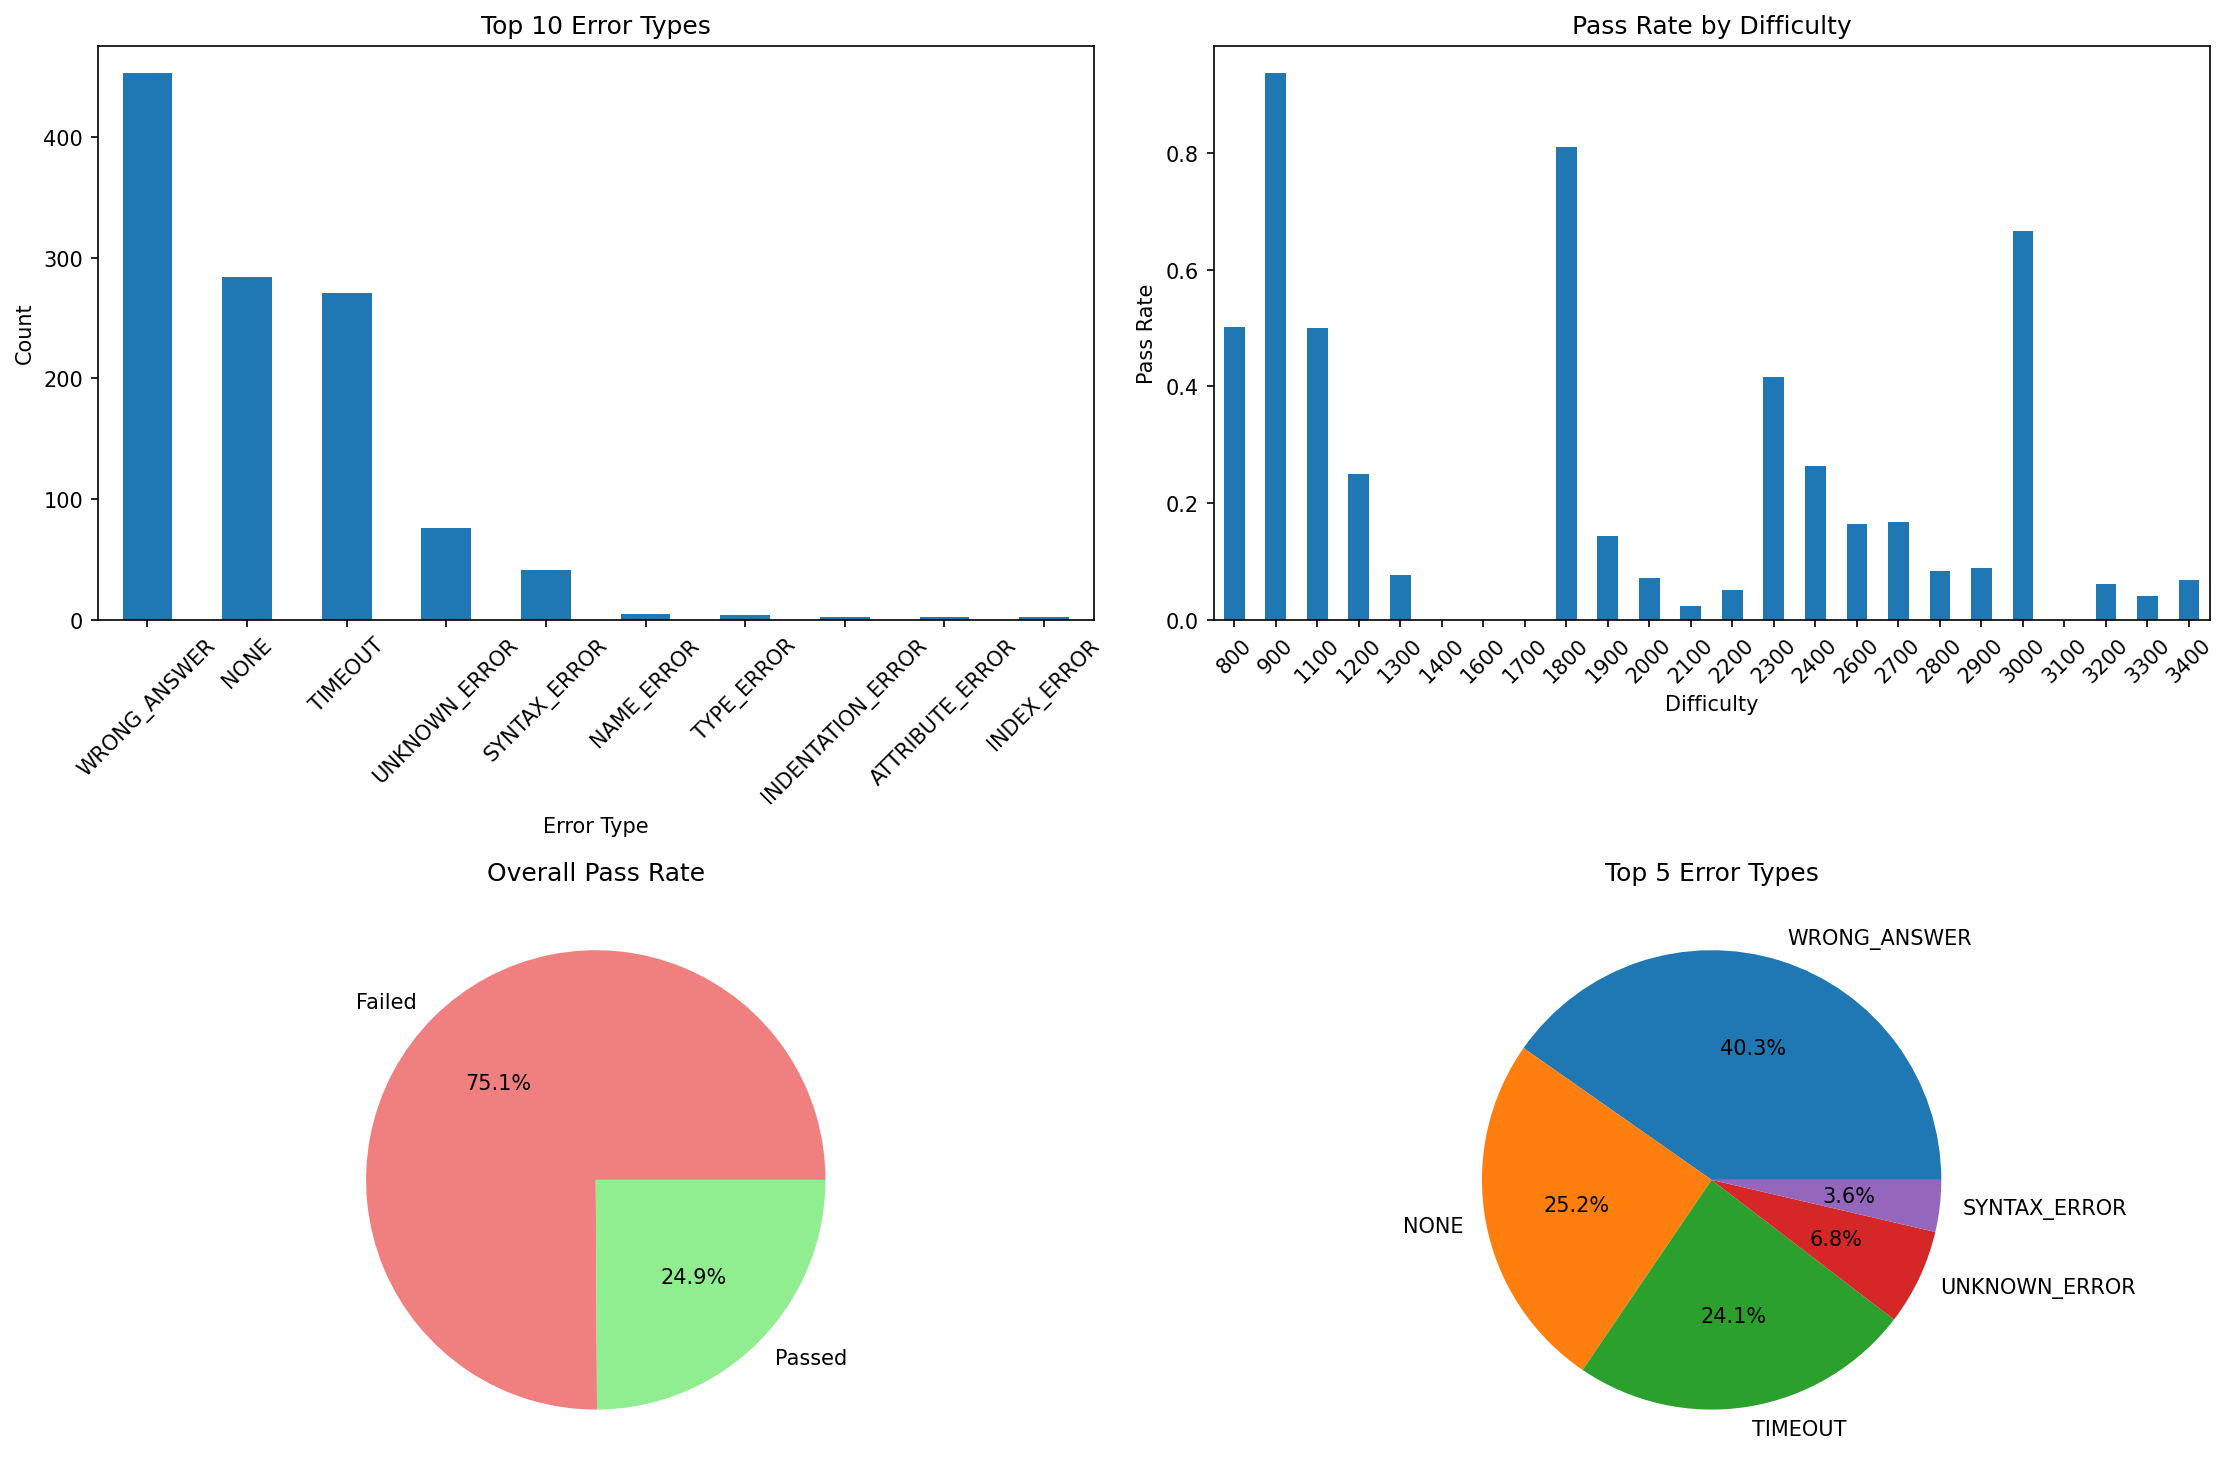 Top 10 Error Types
Count
400
300
200
100
0
WRONG_ANSWER
NONE
TIMEOUT
UNKNOWN_ERROR
SYNTAX_ERROR
NAME_ERROR
TYPE_ERROR
INDENTATION_ERROR
ATTRIBUTE_ERROR
INDEX_ERROR
Error Type
Pass Rate by Difficulty
Pass Rate
0.8
0.6
0.4
0.2
0.0
800
900
1100
1200
1300
1400
1600
1700
1800
1900
2000
2100
2200
2300
2400
2600
2700
2800
2900
3000
3100
3200
3300
3400
Difficulty
Overall Pass Rate
Failed
75.1%
24.9%
Passed
Top 5 Error Types
WRONG_ANSWER
40.3%
NONE
25.2%
TIMEOUT
24.1%
UNKNOWN_ERROR
6.8%
SYNTAX_ERROR
3.6%